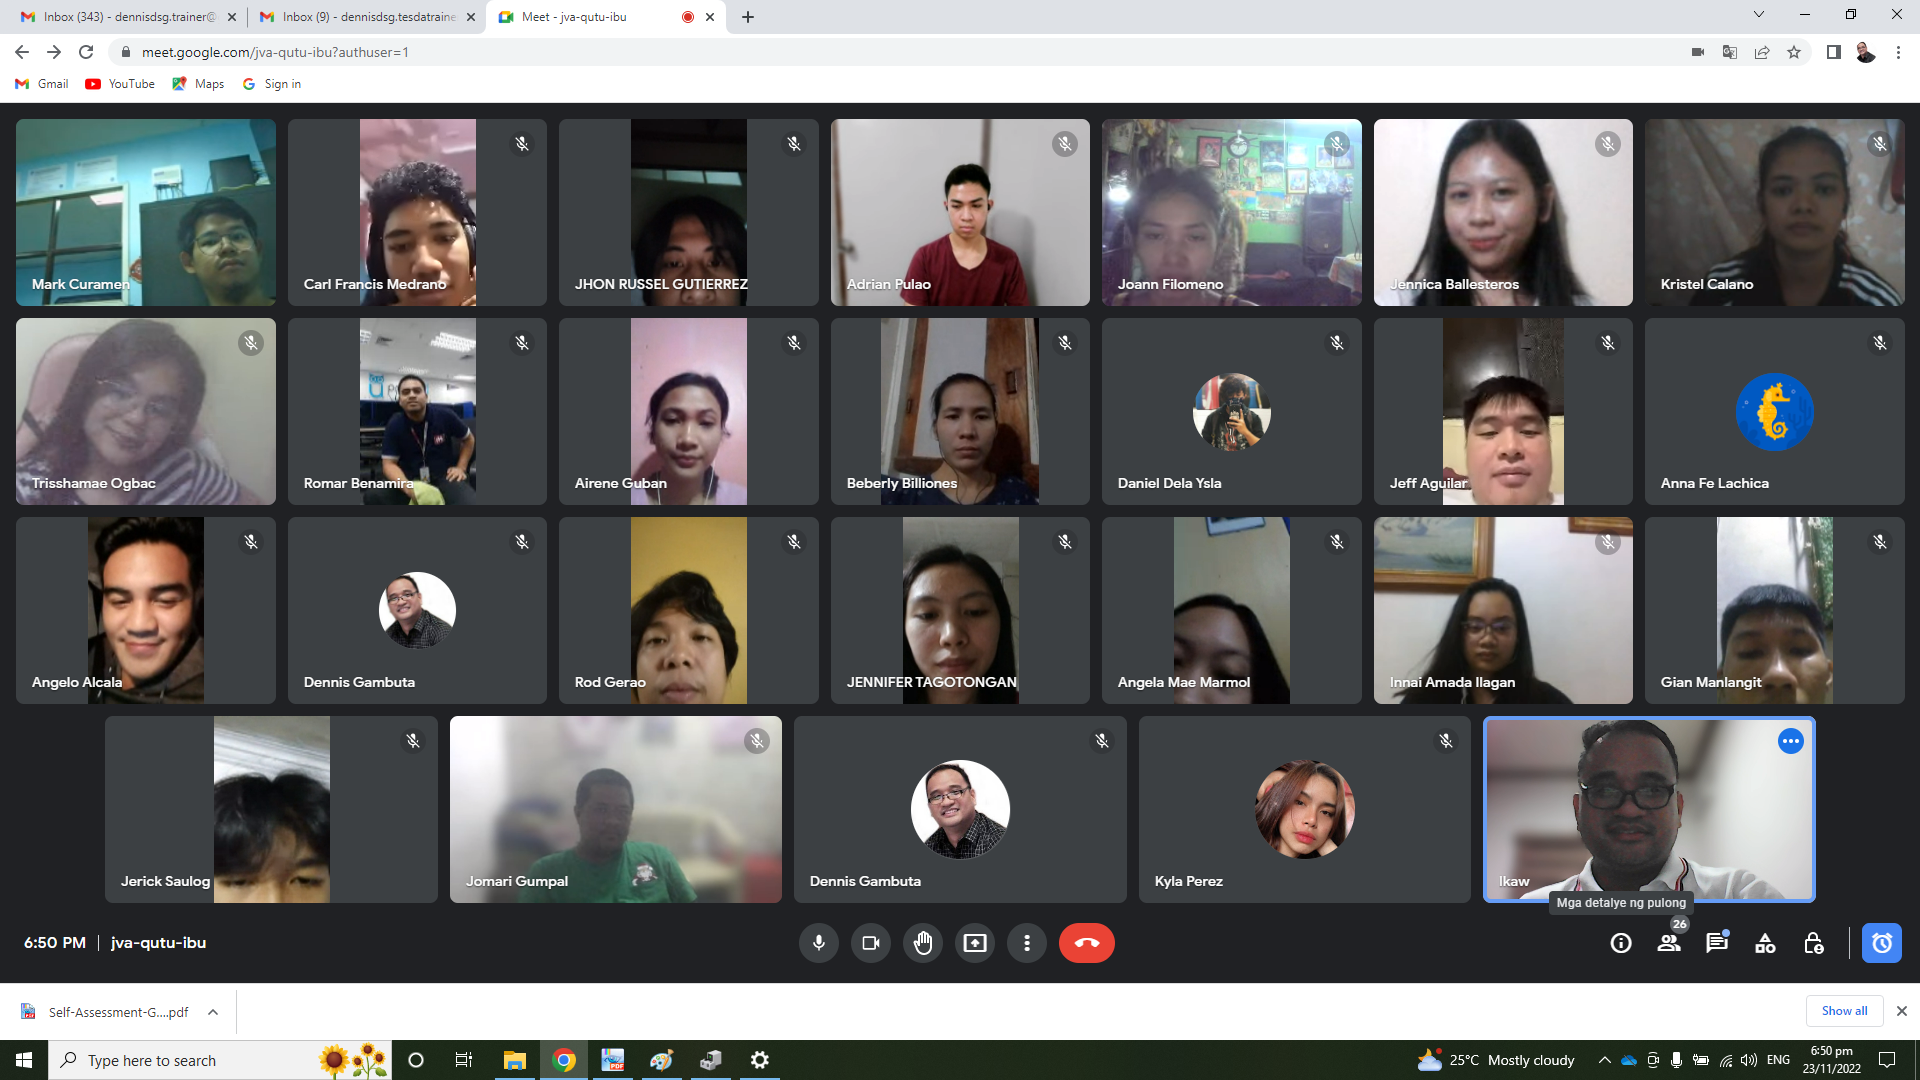 Inbox (343) - dennisdsg.trainer@
Inbox (9) - dennisdsg.tesdatraine
Meet - jva-qutu-ibu
meet.google.com/jva-qutu-ibu?authuser=1
Gmail
YouTube
Maps
Sign in
Mark Curamen
Carl Francis Medrano
JHON RUSSEL GUTIERREZ
Adrian Pulao
Joann Filomeno
Jennica Ballesteros
Kristel Calano
Trisshamae Ogbac
Romar Benamira
Airene Guban
Beberly Billiones
Daniel Dela Ysla
Jeff Aguilar
Anna Fe Lachica
Angelo Alcala
Dennis Gambuta
Rod Gerao
JENNIFER TAGOTONGAN
Angela Mae Marmol
Innai Amada Ilagan
Gian Manlangit
Jerick Saulog
Jomari Gumpal
Dennis Gambuta
Kyla Perez
Ikaw
Mga detalye ng pulong
26
6:50 PM | jva-qutu-ibu
Self-Assessment-G....pdf
Show all
Type here to search
25°C Mostly cloudy
ENG
6:50 pm
23/11/2022